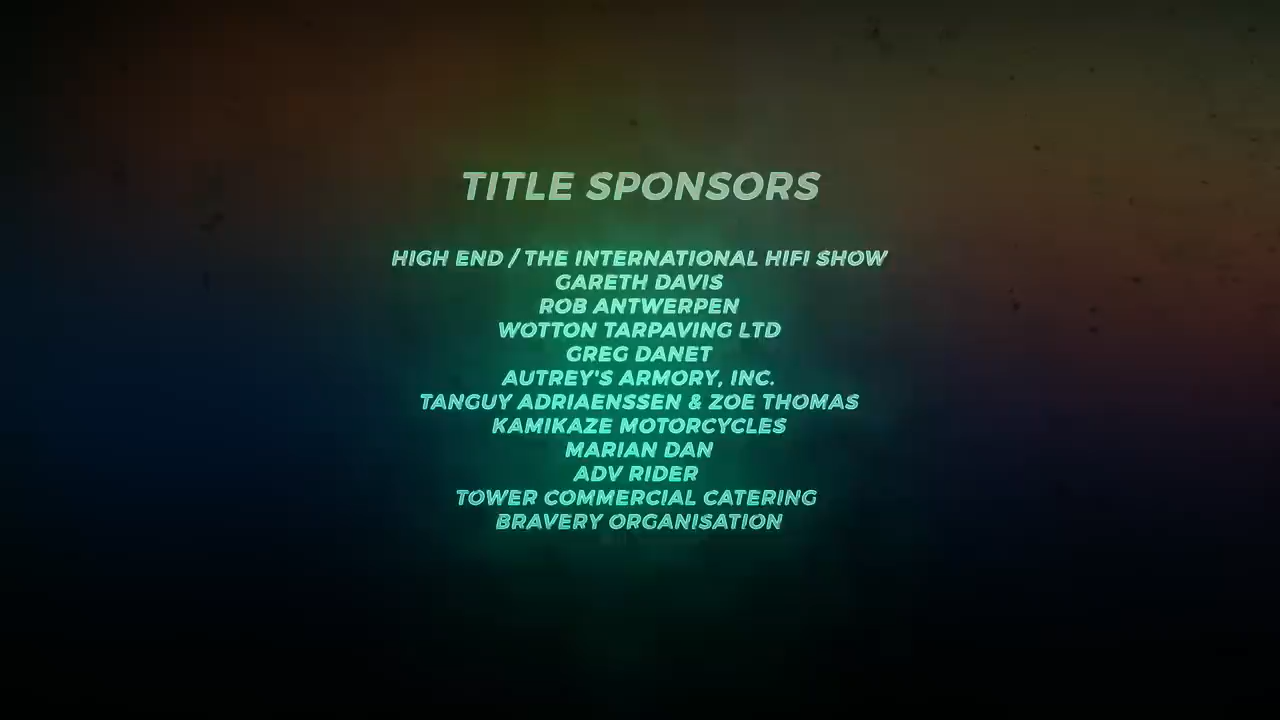 TITLE SPONSORS
HIGH END / THE INTERNATIONAL HIFI SHOW
GARETH DAVIS
ROB ANTWERPEN
WOTTON TARPAVING LTD
GREG DANET
AUTREY'S ARMORY, INC.
TANGUY ADRIAENSSEN & ZOE THOMAS
KAMIKAZE MOTORCYCLES
MARIAN DAN
ADV RIDER
TOWER COMMERCIAL CATERING
BRAVERY ORGANISATION